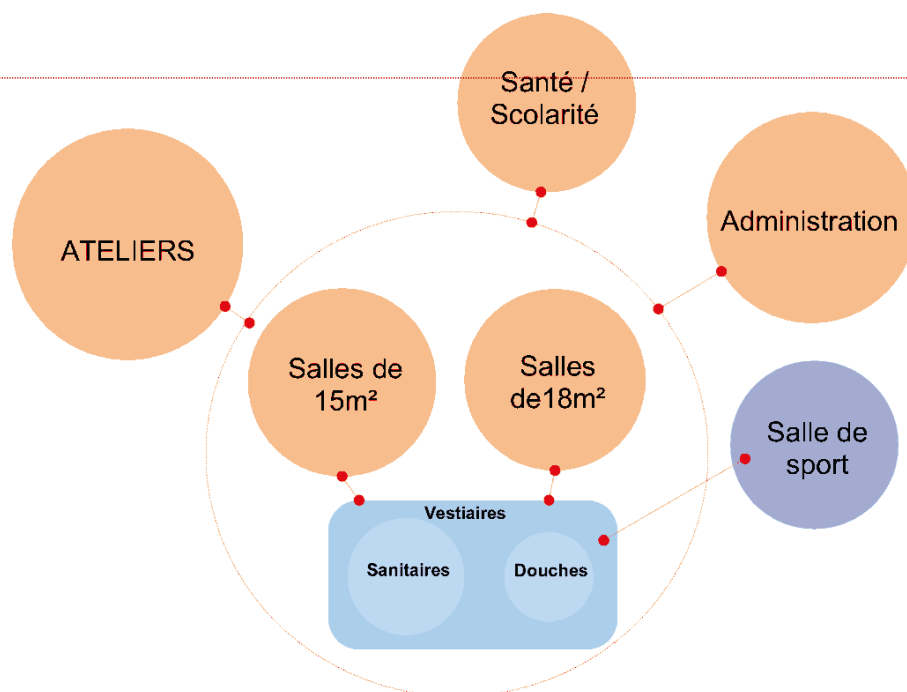 Santé /
Scolarité
Administration
ATELIERS
Salles de
15m²
Salles
de18m²
Salle de
sport
Vestiaires
Sanitaires
Douches